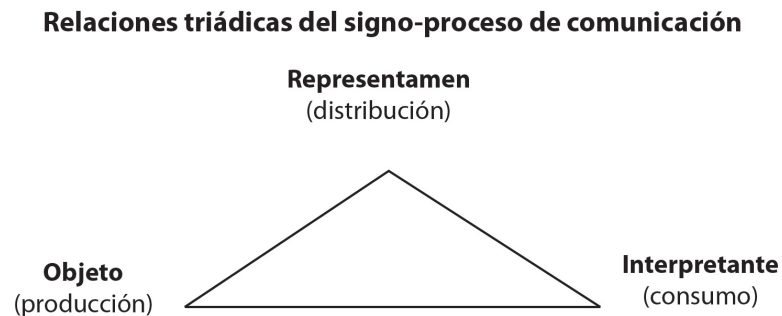 Relaciones triádicas del signo-proceso de comunicación
Representamen
(distribución)
Objeto
(producción)
Interpretante
(consumo)